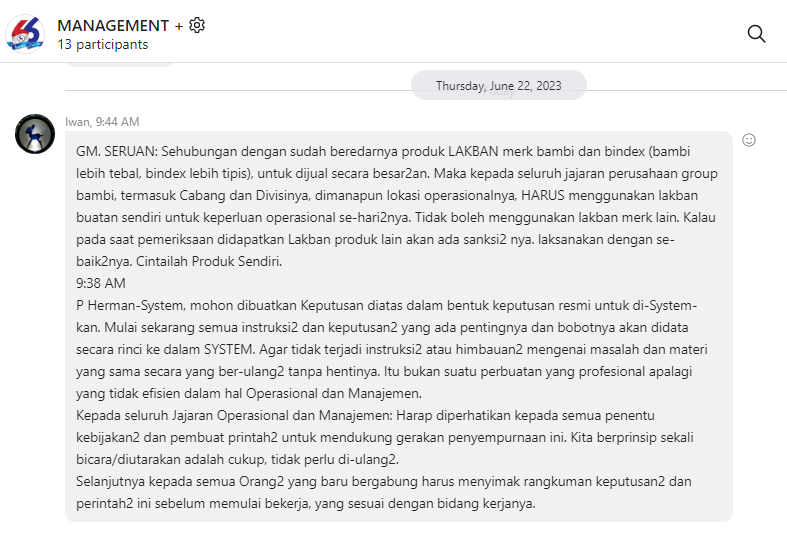 MANAGEMENT +
13 participants
Thursday, June 22, 2023
Iwan, 9:44 AM
GM. SERUAN: Sehubungan dengan sudah beredarnya produk LAKBAN merk bambi dan bindex (bambi
lebih tebal, bindex lebih tipis), untuk dijual secara besar2an. Maka kepada seluruh jajaran perusahaan group
bambi, termasuk Cabang dan Divisinya, dimanapun lokasi operasionalnya, HARUS menggunakan lakban
buatan sendiri untuk keperluan operasional se-hari2nya. Tidak boleh menggunakan lakban merk lain. Kalau
pada saat pemeriksaan didapatkan Lakban produk lain akan ada sanksi2 nya. laksanakan dengan se-
baik2nya. Cintailah Produk Sendiri.
9:38 AM
P Herman-System, mohon dibuatkan Keputusan diatas dalam bentuk keputusan resmi untuk di-System-
kan. Mulai sekarang semua instruksi2 dan keputusan2 yang ada pentingnya dan bobotnya akan didata
secara rinci ke dalam SYSTEM. Agar tidak terjadi instruksi2 atau himbauan2 mengenai masalah dan materi
yang sama secara yang ber-ulang2 tanpa hentinya. Itu bukan suatu perbuatan yang profesional apalagi
yang tidak efisien dalam hal Operasional dan Manajemen.
Kepada seluruh Jajaran Operasional dan Manajemen: Harap diperhatikan kepada semua penentu
kebijakan2 dan pembuat printah2 untuk mendukung gerakan penyempurnaan ini. Kita berprinsip sekali
bicara/diutarakan adalah cukup, tidak perlu di-ulang2.
Selanjutnya kepada semua Orang2 yang baru bergabung harus menyimak rangkuman keputusan2 dan
perintah2 ini sebelum memulai bekerja, yang sesuai dengan bidang kerjanya.